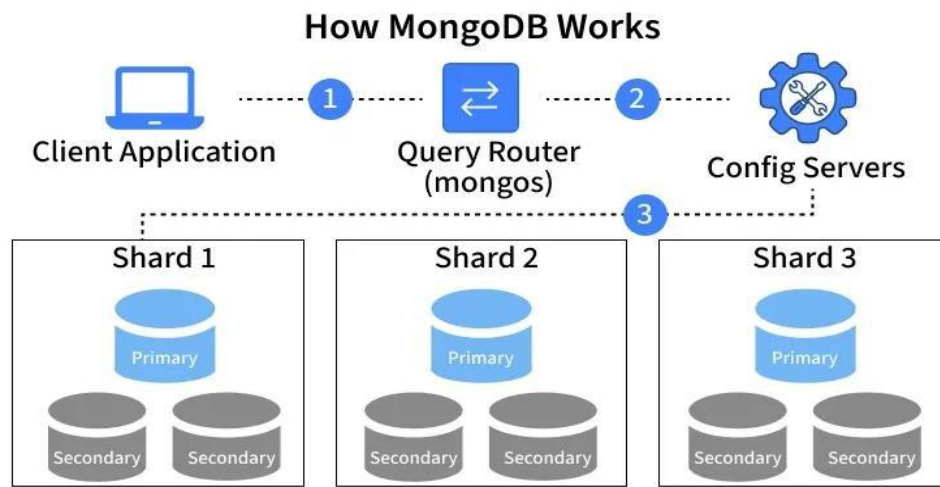 How MongoDB Works
1
2
Client Application
Query Router
(mongos)
Config Servers
3
Shard 1
Shard 2
Shard 3
Primary
Primary
Primary
Secondary
Secondary
Secondary
Secondary
Secondary
Secondary